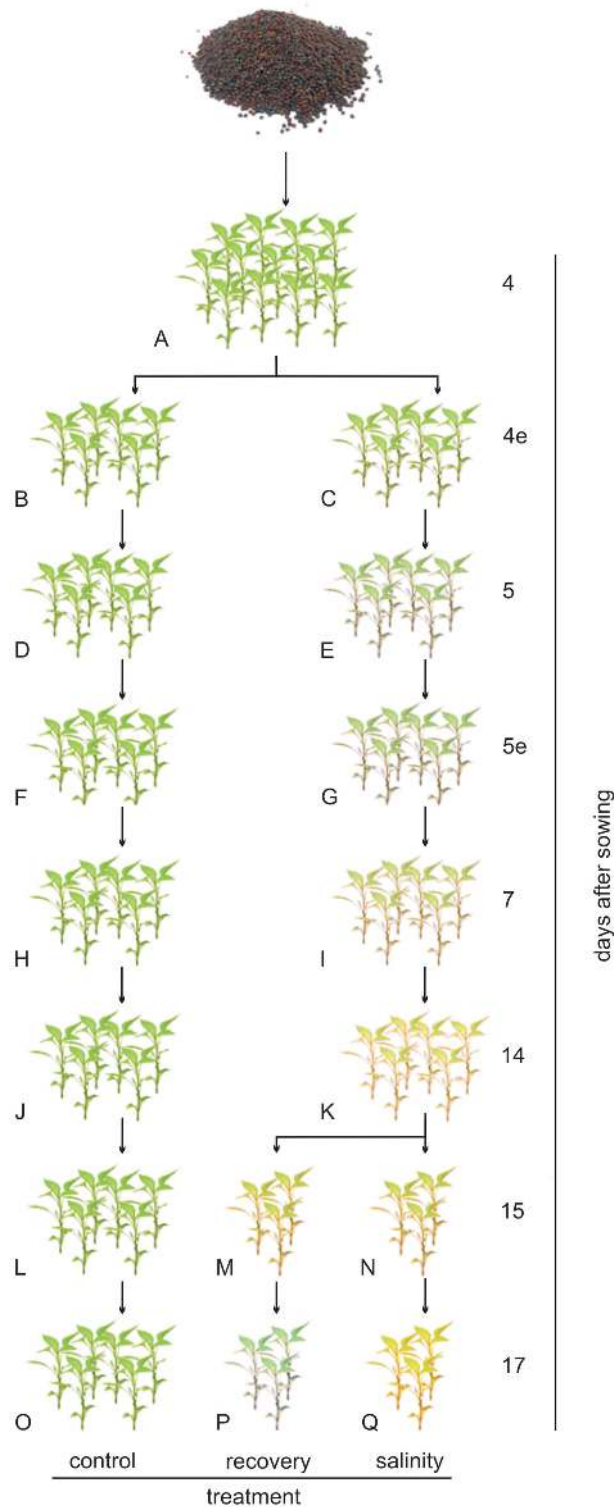 A 4
B C 4e
D E 5
F G 5e
H I 7
J K 14
L M N 15
O P Q 17
days after sowing
control recovery salinity
treatment